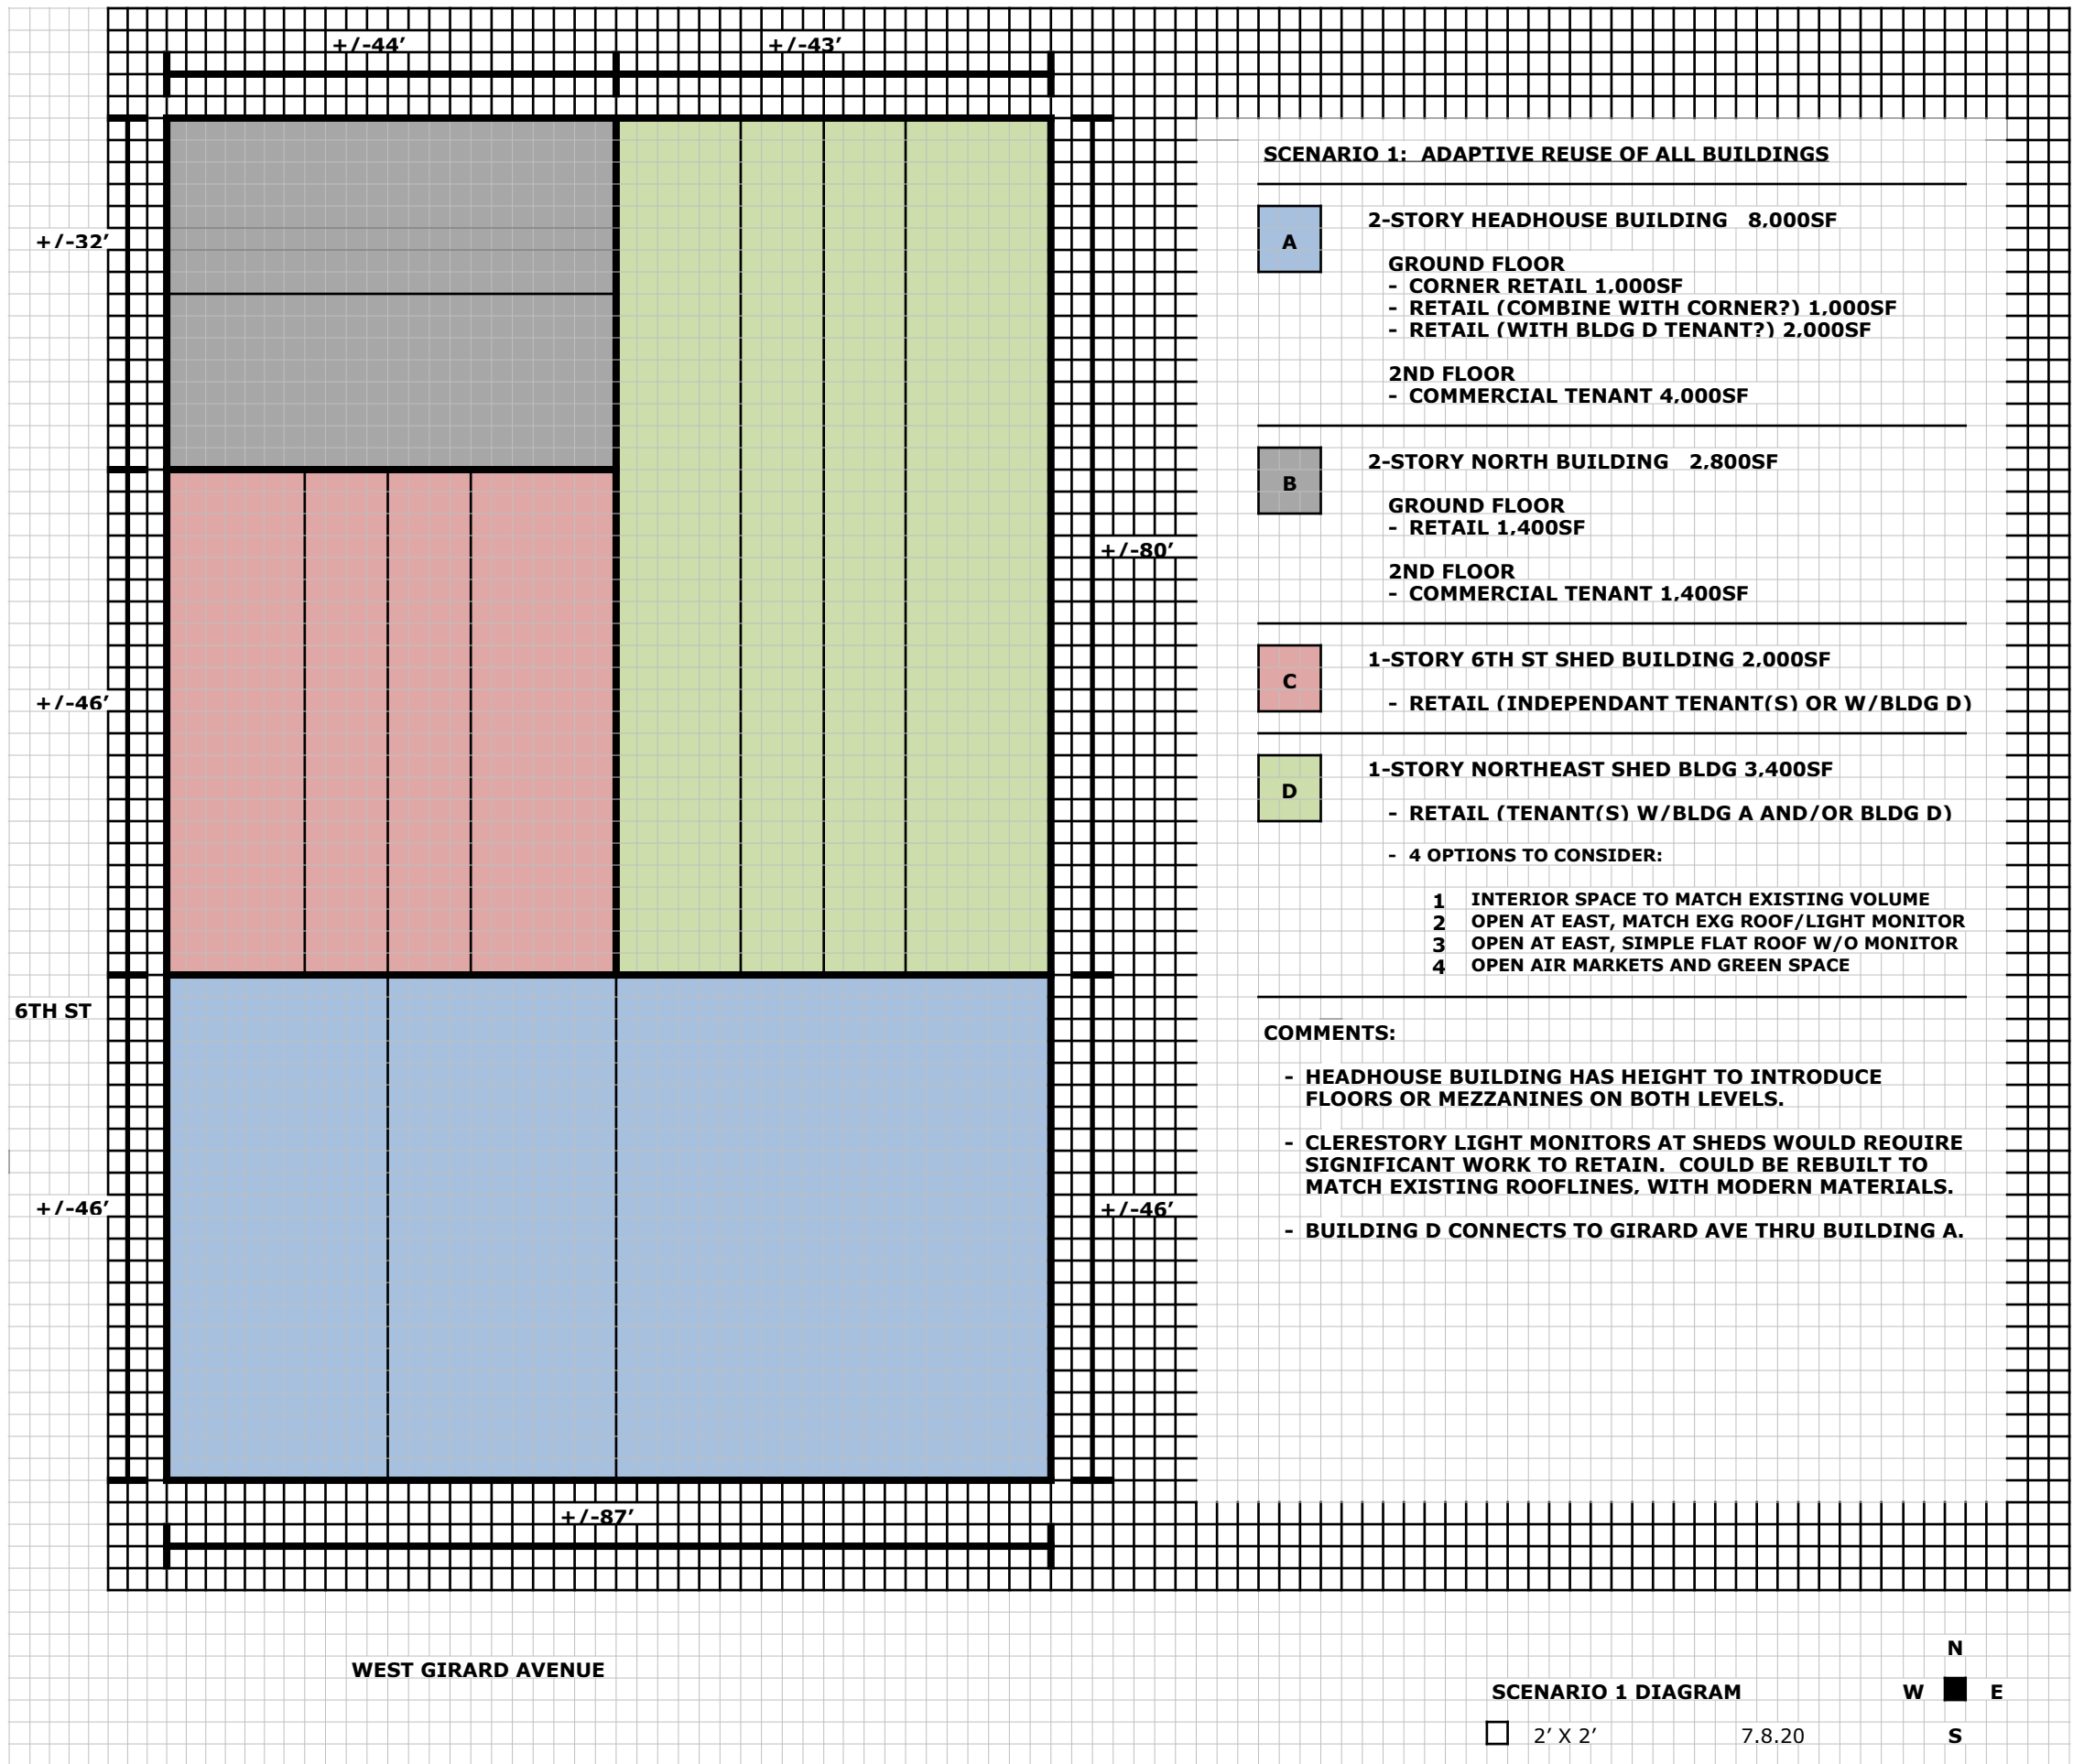 +/-44’
+/-43’
+/-32’
+/-46’
+/-80’
6TH ST
+/-46’
+/-46’
+/-87’
WEST GIRARD AVENUE
SCENARIO 1: ADAPTIVE REUSE OF ALL BUILDINGS
A
2-STORY HEADHOUSE BUILDING 8,000SF
GROUND FLOOR
- CORNER RETAIL 1,000SF
- RETAIL (COMBINE WITH CORNER?) 1,000SF
- RETAIL (WITH BLDG D TENANT?) 2,000SF
2ND FLOOR
- COMMERCIAL TENANT 4,000SF
B
2-STORY NORTH BUILDING 2,800SF
GROUND FLOOR
- RETAIL 1,400SF
2ND FLOOR
- COMMERCIAL TENANT 1,400SF
C
1-STORY 6TH ST SHED BUILDING 2,000SF
- RETAIL (INDEPENDANT TENANT(S) OR W/BLDG D)
D
1-STORY NORTHEAST SHED BLDG 3,400SF
- RETAIL (TENANT(S) W/BLDG A AND/OR BLDG D)
- 4 OPTIONS TO CONSIDER:
1 INTERIOR SPACE TO MATCH EXISTING VOLUME
2 OPEN AT EAST, MATCH EXG ROOF/LIGHT MONITOR
3 OPEN AT EAST, SIMPLE FLAT ROOF W/O MONITOR
4 OPEN AIR MARKETS AND GREEN SPACE
COMMENTS:
- HEADHOUSE BUILDING HAS HEIGHT TO INTRODUCE
FLOORS OR MEZZANINES ON BOTH LEVELS.
- CLERESTORY LIGHT MONITORS AT SHEDS WOULD REQUIRE
SIGNIFICANT WORK TO RETAIN. COULD BE REBUILT TO
MATCH EXISTING ROOFLINES, WITH MODERN MATERIALS.
- BUILDING D CONNECTS TO GIRARD AVE THRU BUILDING A.
N
SCENARIO 1 DIAGRAM
W E
2’ X 2’ 7.8.20
S